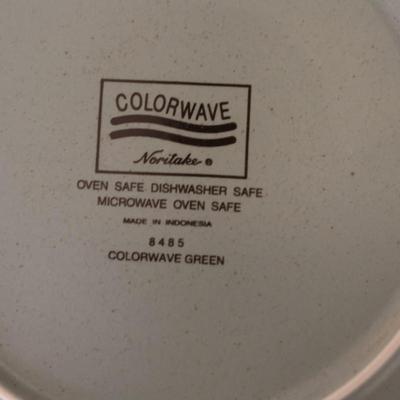 COLORWAVE
Noritake ®
OVEN SAFE DISHWASHER SAFE
MICROWAVE OVEN SAFE
MADE IN INDONESIA
8485
COLORWAVE GREEN